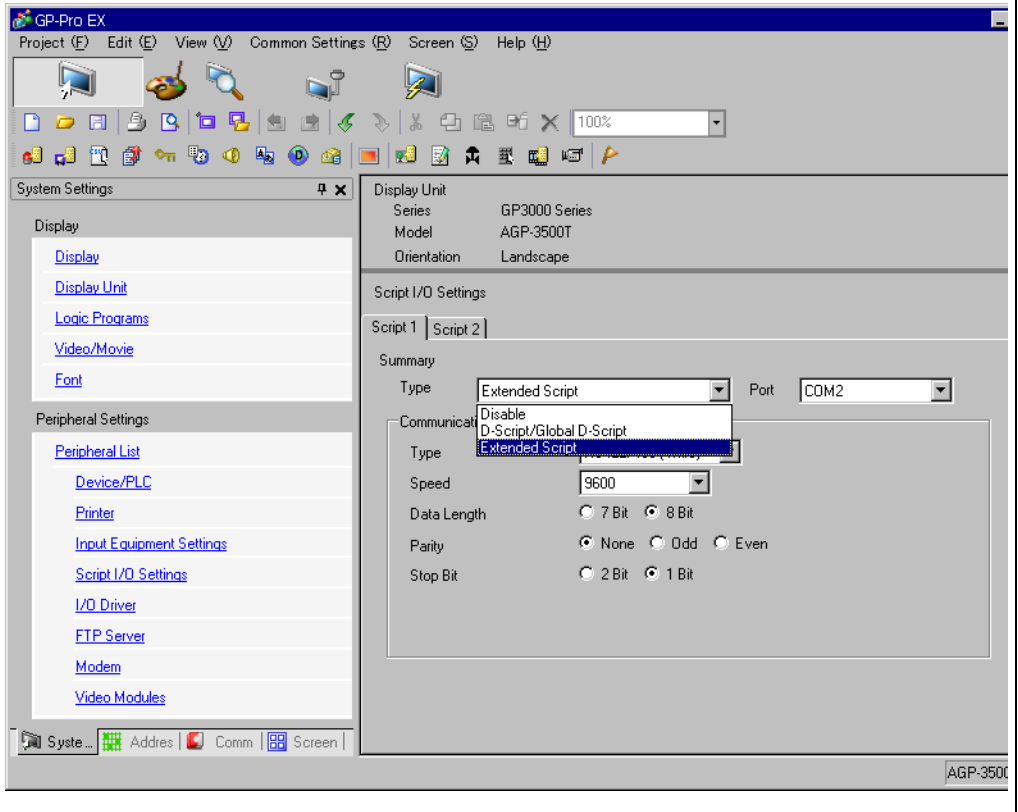 GP-Pro EX
Project (F) Edit (E) View (V) Common Settings (R) Screen (S) Help (H)
100%
System Settings
Display
Display
Display Unit
Logic Programs
Video/Movie
Font
Peripheral Settings
Peripheral List
Device/PLC
Printer
Input Equipment Settings
Script I/O Settings
I/O Driver
FTP Server
Modem
Video Modules
Syste... Addres Comm Screen
Display Unit
Series GP3000 Series
Model AGP-3500T
Orientation Landscape
Script I/O Settings
Script 1 Script 2
Summary
Type Extended Script Port COM2
Disable
D-Script/Global D-Script
Extended Script
Communicati
Type
Speed 9600
Data Length 7 Bit 8 Bit
Parity None Odd Even
Stop Bit 2 Bit 1 Bit
AGP-3500